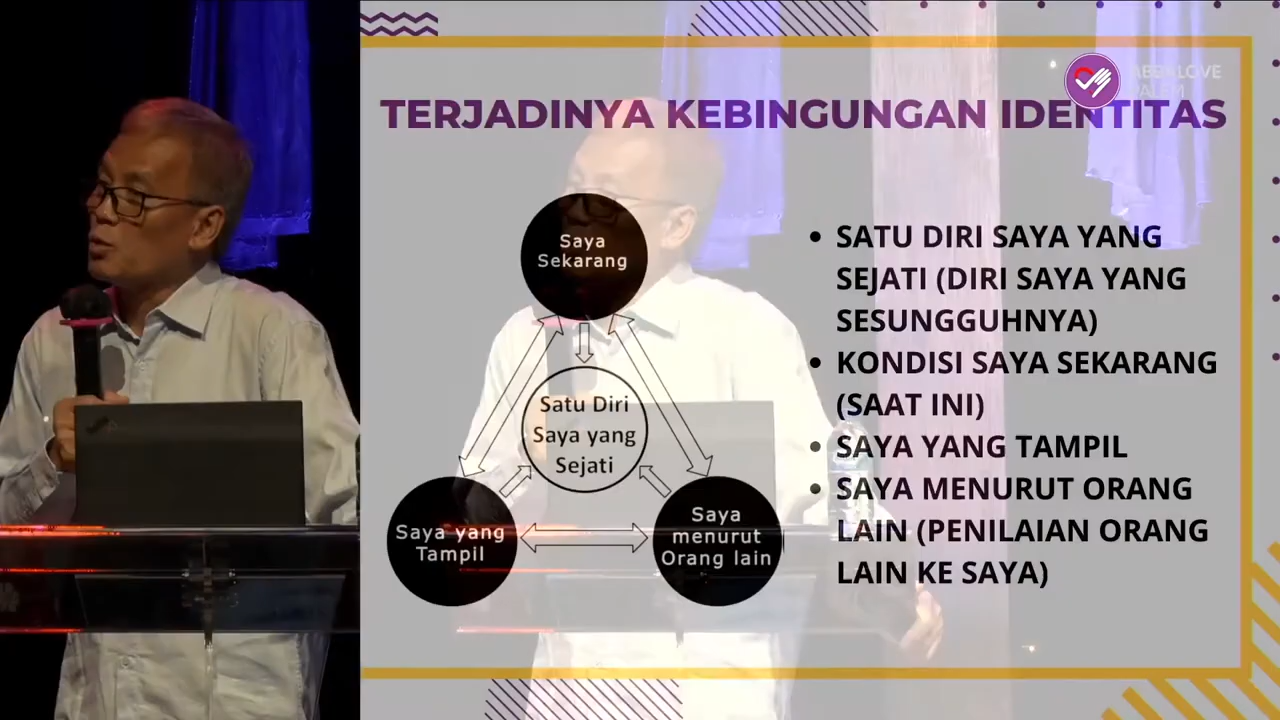 ABBALOVE
DALEM
TERJADINYA KEBINGUNGAN IDENTITAS
Saya
Sekarang
Satu Diri
Saya yang
Sejati
Saya yang
Tampil
Saya
menurut
Orang lain
• SATU DIRI SAYA YANG
SEJATI (DIRI SAYA YANG
SESUNGGUHNYA)
• KONDISI SAYA SEKARANG
(SAAT INI)
• SAYA YANG TAMPIL
• SAYA MENURUT ORANG
LAIN (PENILAIAN ORANG
LAIN KE SAYA)